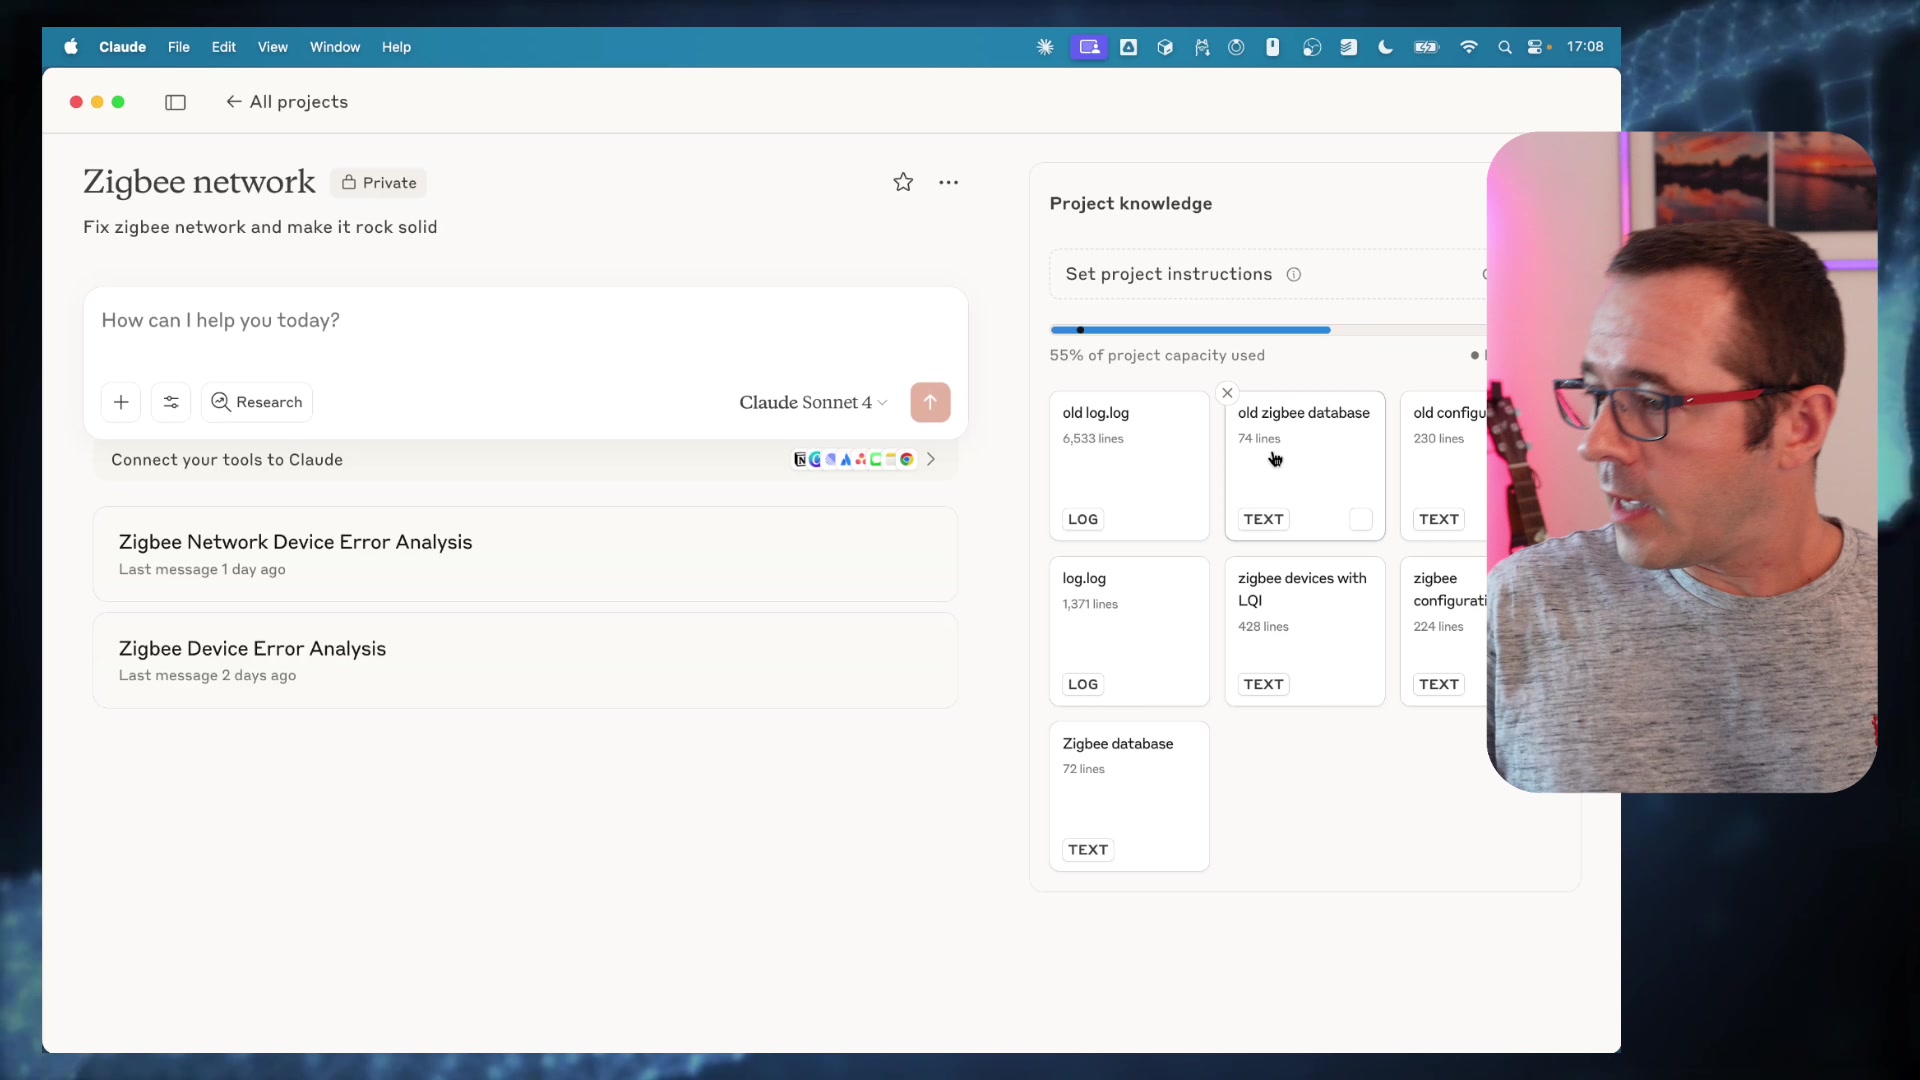 Claude File Edit View Window Help 17:08
All projects
Zigbee network Private
Fix zigbee network and make it rock solid
How can I help you today?
Research
Claude Sonnet 4
Connect your tools to Claude
Zigbee Network Device Error Analysis
Last message 1 day ago
Zigbee Device Error Analysis
Last message 2 days ago
Project knowledge
Set project instructions
55% of project capacity used
old log.log
6,533 lines
LOG
old zigbee database
74 lines
TEXT
old configu
230 lines
TEXT
log.log
1,371 lines
LOG
zigbee devices with
LQI
428 lines
TEXT
zigbee
configurati
224 lines
TEXT
Zigbee database
72 lines
TEXT